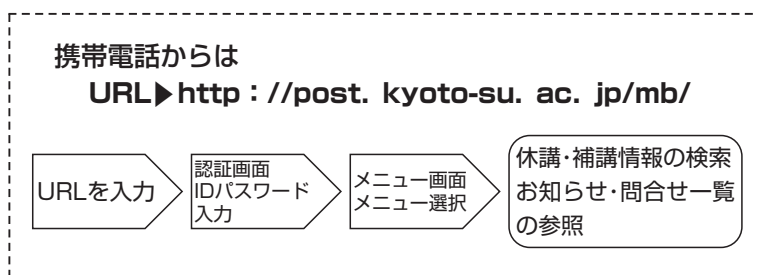 携帯電話からは
URL▶http：//post. kyoto-su. ac. jp/mb/
URLを入力
認証画面
IDパスワード
入力
メニュー画面
メニュー選択
休講・補講情報の検索
お知らせ・問合せ一覧
の参照